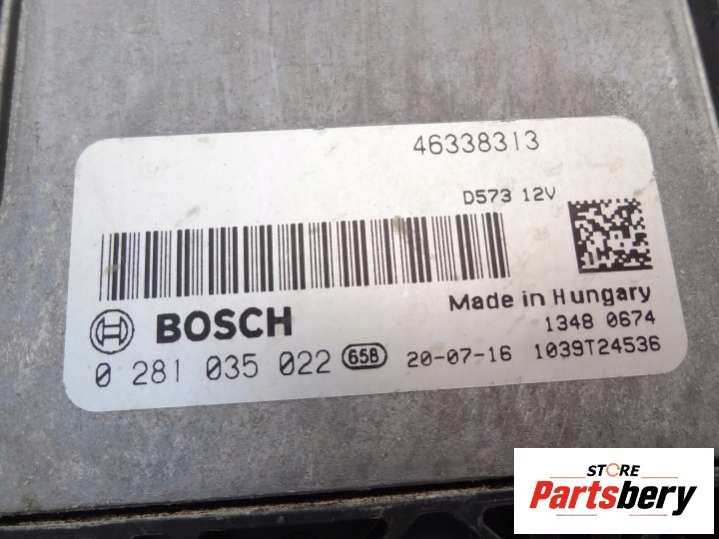 46338313
D573 12V
Made in Hungary
BOSCH
1348 0674
0 281 035 022 658 20-07-16 1039T24536
STORE
Partsbery